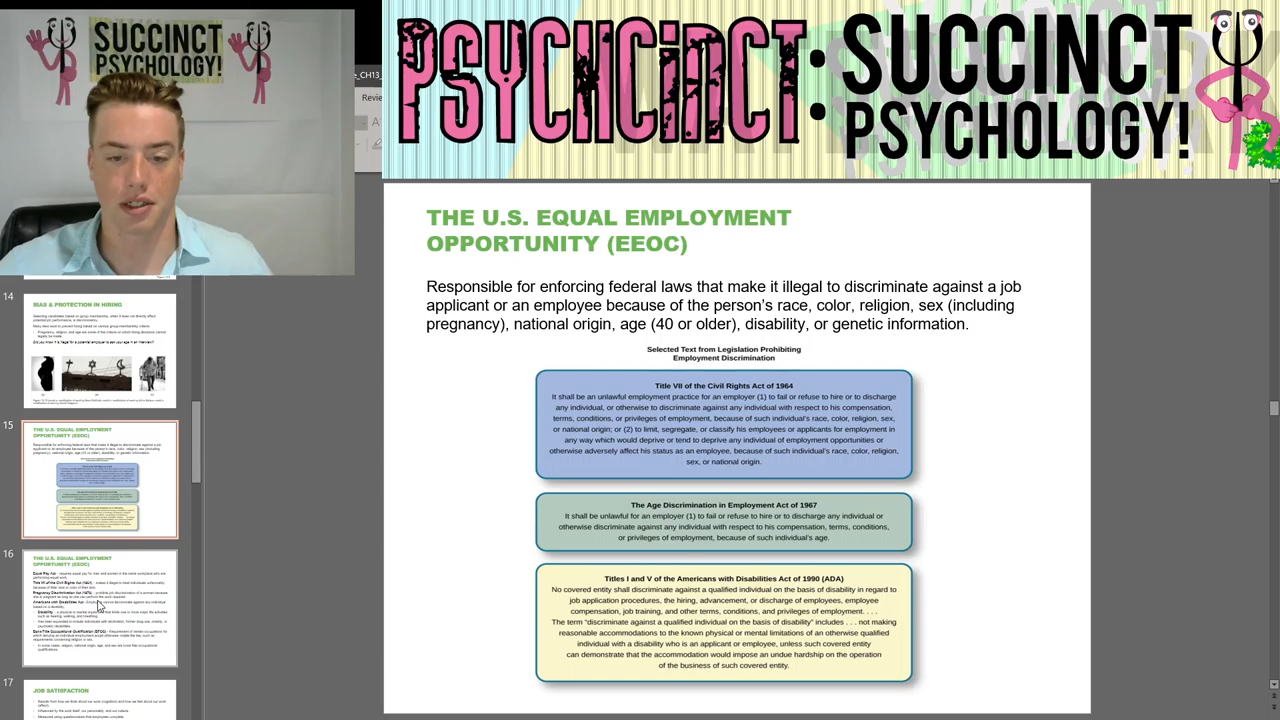 SUCCINCT
PSYCHOLOGY!
PSYCHCINCT:
SUCCINCT
PSYCHOLOGY!
_CH13_
Revie
14
BIAS & PROTECTION IN HIRING
15
THE U.S. EQUAL EMPLOYMENT
OPPORTUNITY (EEOC)
16
THE U.S. EQUAL EMPLOYMENT
OPPORTUNITY (EEOC)
17
JOB SATISFACTION
THE U.S. EQUAL EMPLOYMENT
OPPORTUNITY (EEOC)
Responsible for enforcing federal laws that make it illegal to discriminate against a job
applicant or an employee because of the person's race, color, religion, sex (including
pregnancy), national origin, age (40 or older), disability, or genetic information.
Selected Text from Legislation Prohibiting
Employment Discrimination
Title VII of the Civil Rights Act of 1964
It shall be an unlawful employment practice for an employer (1) to fail or refuse to hire or to discharge
any individual, or otherwise to discriminate against any individual with respect to his compensation,
terms, conditions, or privileges of employment, because of such individual's race, color, religion, sex,
or national origin; or (2) to limit, segregate, or classify his employees or applicants for employment in
any way which would deprive or tend to deprive any individual of employment opportunities or
otherwise adversely affect his status as an employee, because of such individual's race, color, religion,
sex, or national origin.
The Age Discrimination in Employment Act of 1967
It shall be unlawful for an employer (1) to fail or refuse to hire or to discharge any individual or
otherwise discriminate against any individual with respect to his compensation, terms, conditions,
or privileges of employment, because of such individual's age.
Titles I and V of the Americans with Disabilities Act of 1990 (ADA)
No covered entity shall discriminate against a qualified individual on the basis of disability in regard to
job application procedures, the hiring, advancement, or discharge of employees, employee
compensation, job training, and other terms, conditions, and privileges of employment. . . .
The term “discriminate against a qualified individual on the basis of disability” includes . . . not making
reasonable accommodations to the known physical or mental limitations of an otherwise qualified
individual with a disability who is an applicant or employee, unless such covered entity
can demonstrate that the accommodation would impose an undue hardship on the operation
of the business of such covered entity.